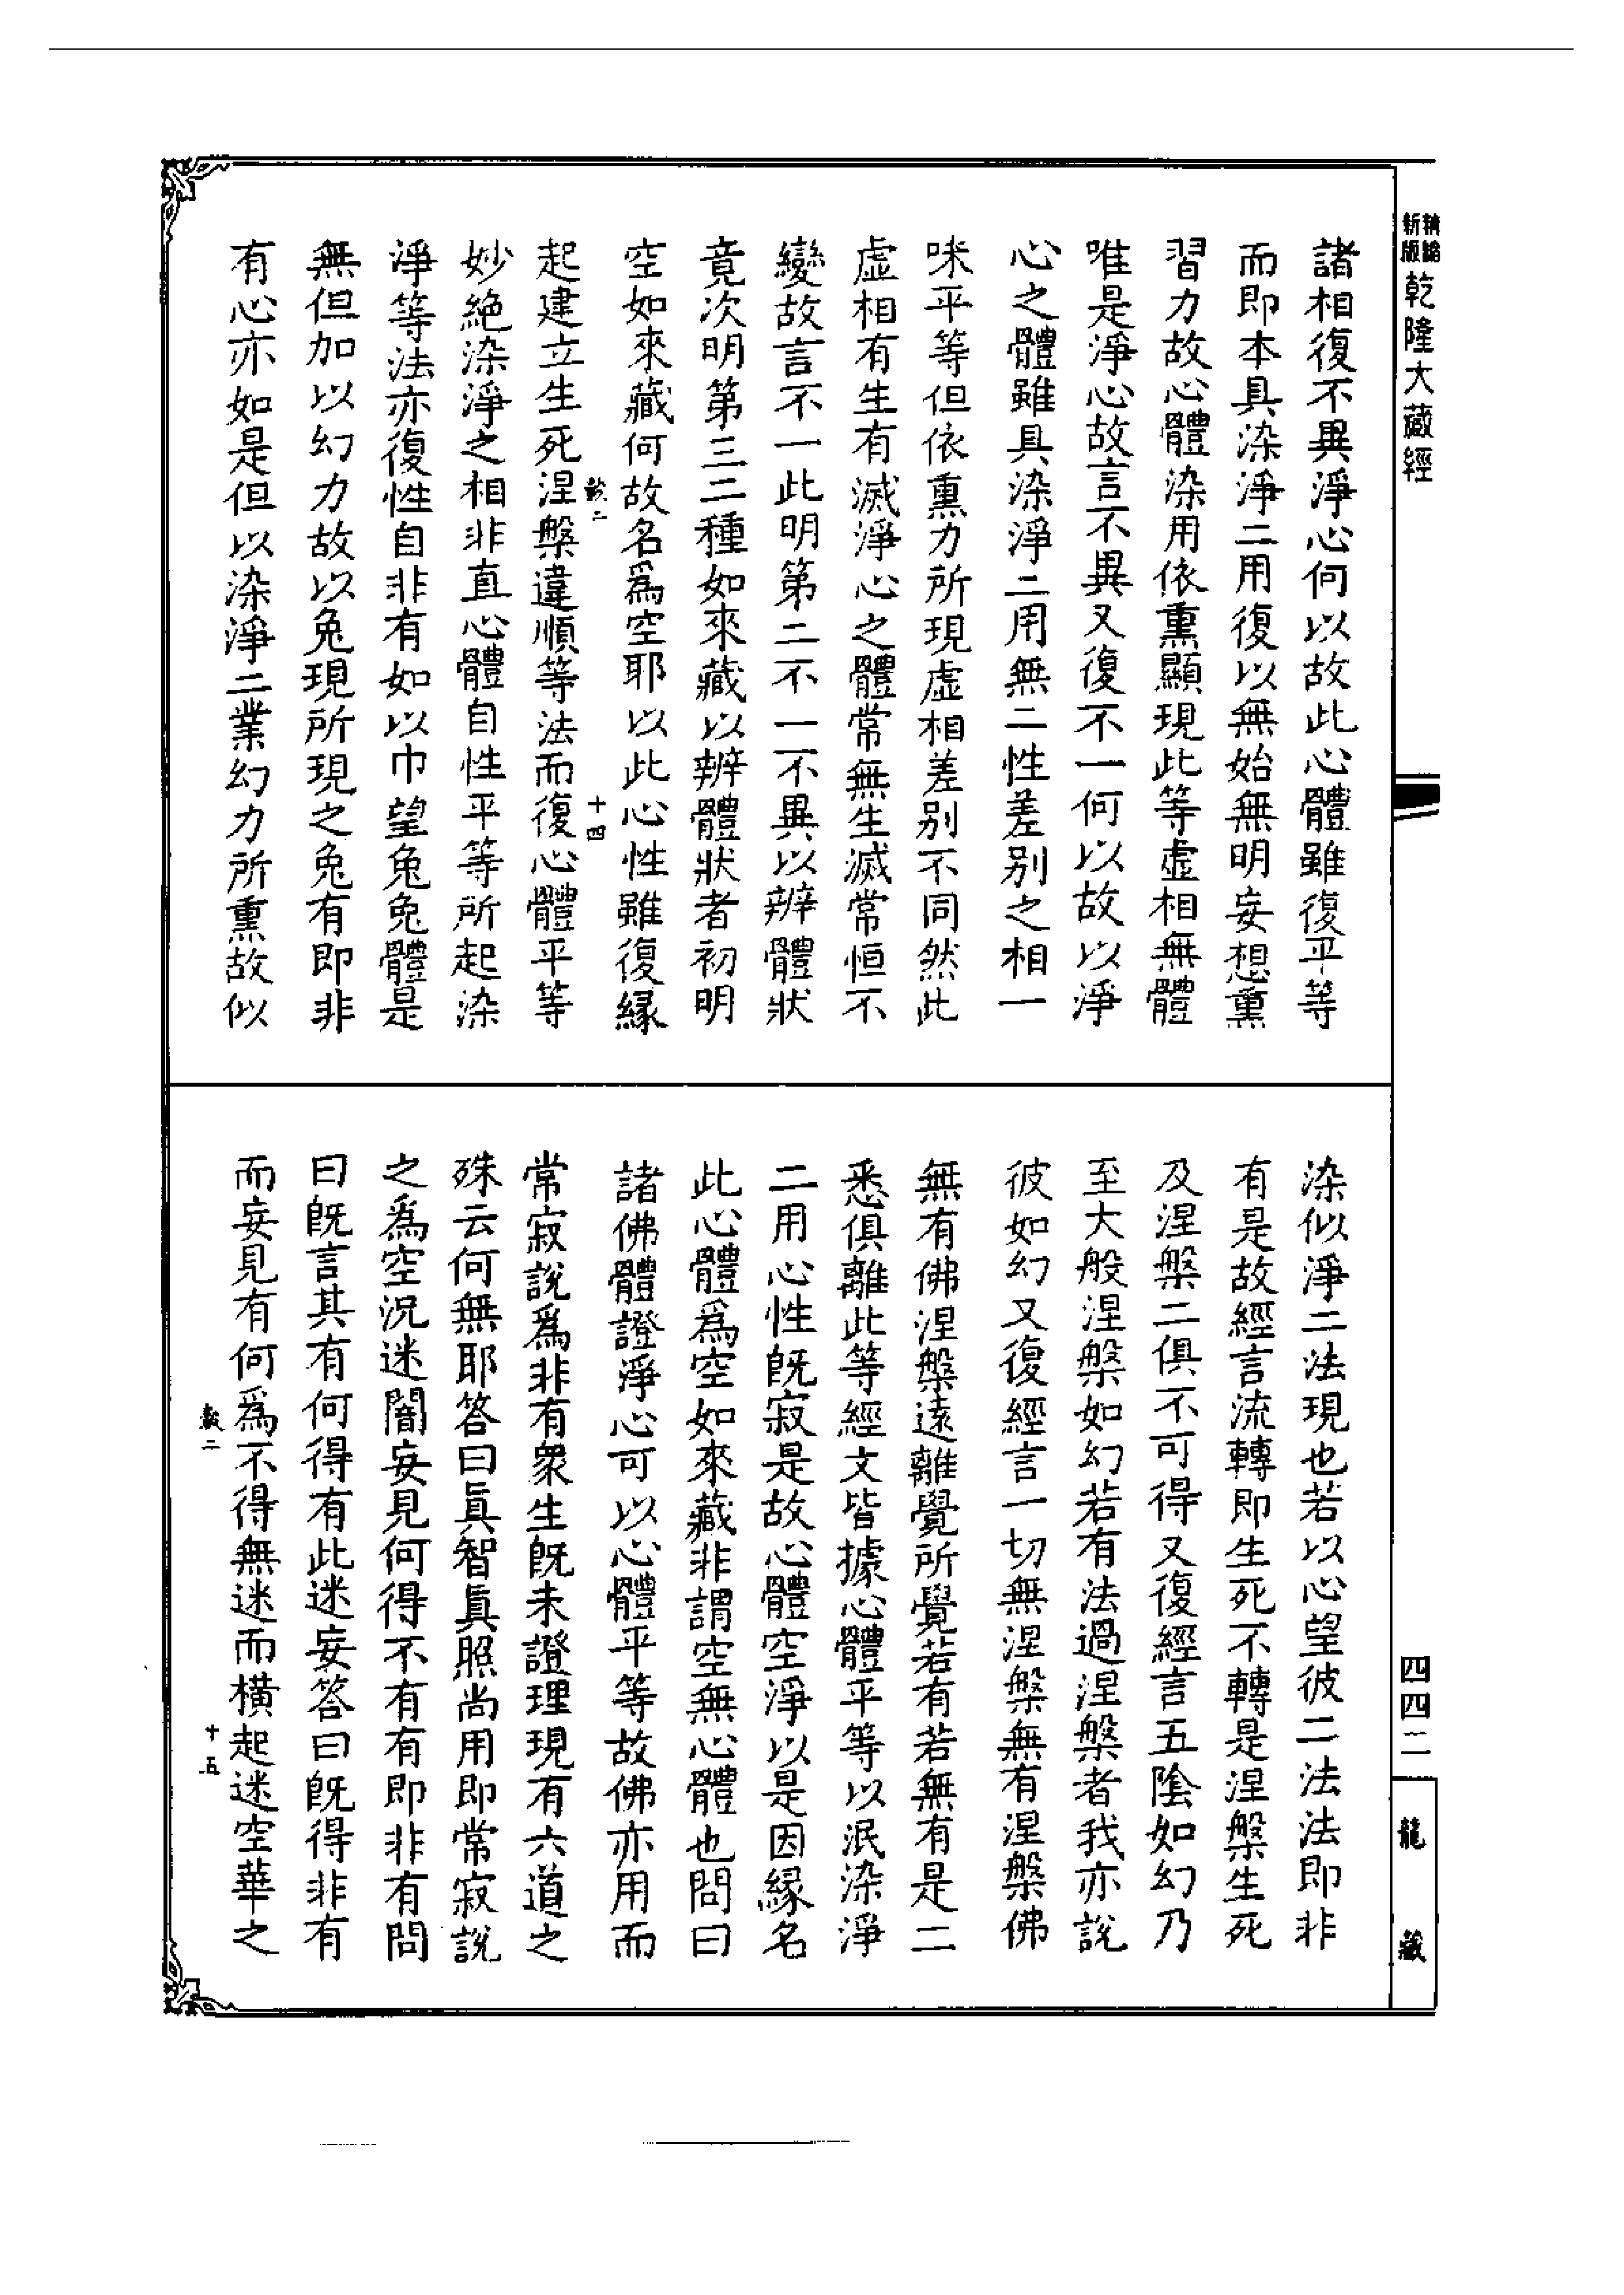 精繪
新版
乾隆大藏經
諸相復不異淨心何以故此心體雖復平等
而即本具染淨二用復以無始無明妄想熏
習力故心體染用依熏顯現此等虛相無體
唯是淨心故言不異又復不一何以故以淨
心之體雖具染淨二用無二性差别之相一
味平等但依熏力所現虛相差别不同然此
虛相有生有滅淨心之體常無生滅常恒不
變故言不一此明第二不一不異以辨體狀
竟次明第三二種如來藏以辨體狀者初明
空如來藏何故名爲空耶以此心性雖復緣
起建立生死涅槃違順等法而復心體平等
妙絕染淨之相非直心體自性平等所起染
淨等法亦復性自非有如以巾望兔兔體是
無但加以幻力故以兔現所現之兔有即非
有心亦如是但以染淨二業幻力所熏故似
十四
染似淨二法現也若以心望彼二法法即非
有是故經言流轉即生死不轉是涅槃生死
及涅槃二俱不可得又復經言五陰如幻乃
至大般涅槃如幻若有法過涅槃者我亦說
彼如幻又復經言一切無涅槃無有涅槃佛
無有佛涅槃遠離覺所覺若有若無有是二
悉俱離此等經文皆據心體平等以泯染淨
二用心性旣寂是故心體空淨以是因緣名
此心體爲空如來藏非謂空無心體也問曰
諸佛體證淨心可以心體平等故佛亦用而
常寂說爲非有衆生旣未證理現有六道之
殊云何無耶答曰眞智眞照尚用即常寂說
之爲空況迷闇妄見何得不有有即非有問
曰旣言其有何得有此迷妄答曰旣得非有
而妄見有何爲不得無迷而橫起迷空華之
十五
四四二
龍藏